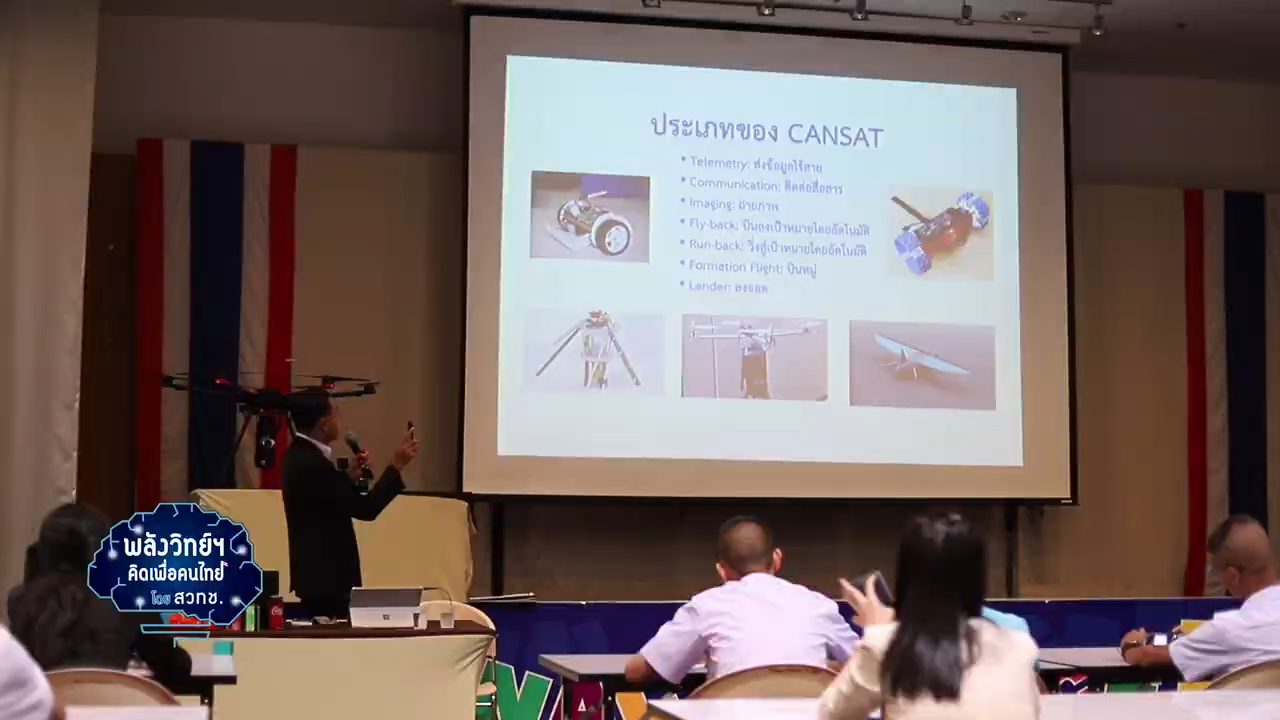 ประเภทของ CANSAT
• Telemetry: ส่งข้อมูลไร้สาย
• Communication: ติดต่อสื่อสาร
• Imaging: ถ่ายภาพ
• Fly-back: บินลงเป้าหมายโดยอัตโนมัติ
• Run-back: วิ่งสู่เป้าหมายโดยอัตโนมัติ
• Formation Flight: บินหมู่
• Lander: ลงจอด
พลังวิทย์ฯ
คิดเพื่อคนไทย
โดย สวทช.